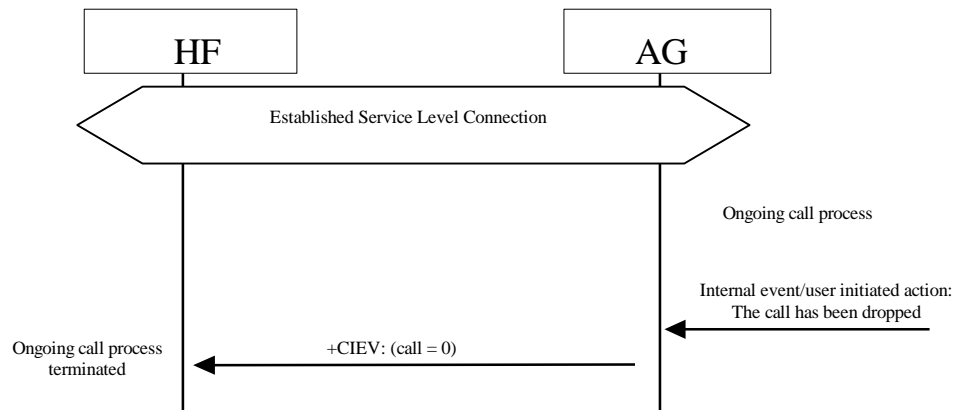 HF
AG
Established Service Level Connection
Ongoing call process
Internal event/user initiated action:
The call has been dropped
+CIEV: (call = 0)
Ongoing call process
terminated